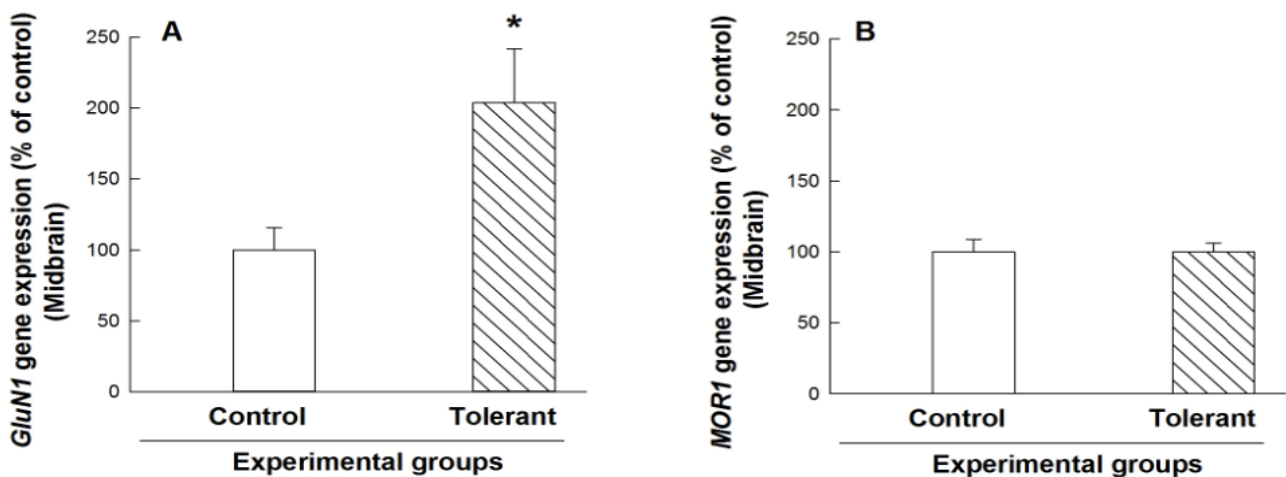 A
GluN1 gene expression (% of control)
(Midbrain)
250
200
150
100
50
0
*
Control Tolerant
Experimental groups
B
MOR1 gene expression (% of control)
(Midbrain)
250
200
150
100
50
0
Control Tolerant
Experimental groups